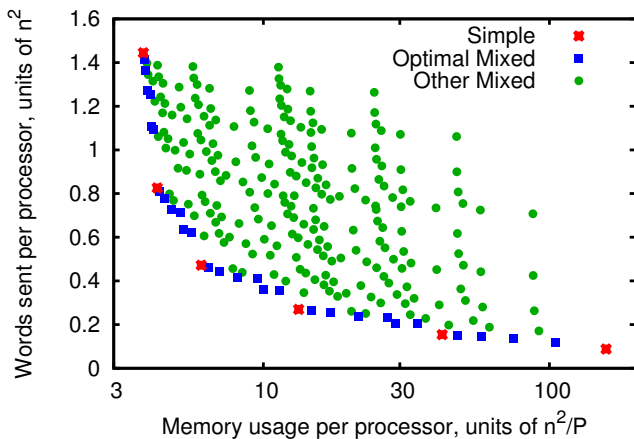 Words sent per processor, units of n²
1.6
1.4
1.2
1
0.8
0.6
0.4
0.2
0
Simple
Optimal Mixed
Other Mixed
3 10 30 100
Memory usage per processor, units of n²/P